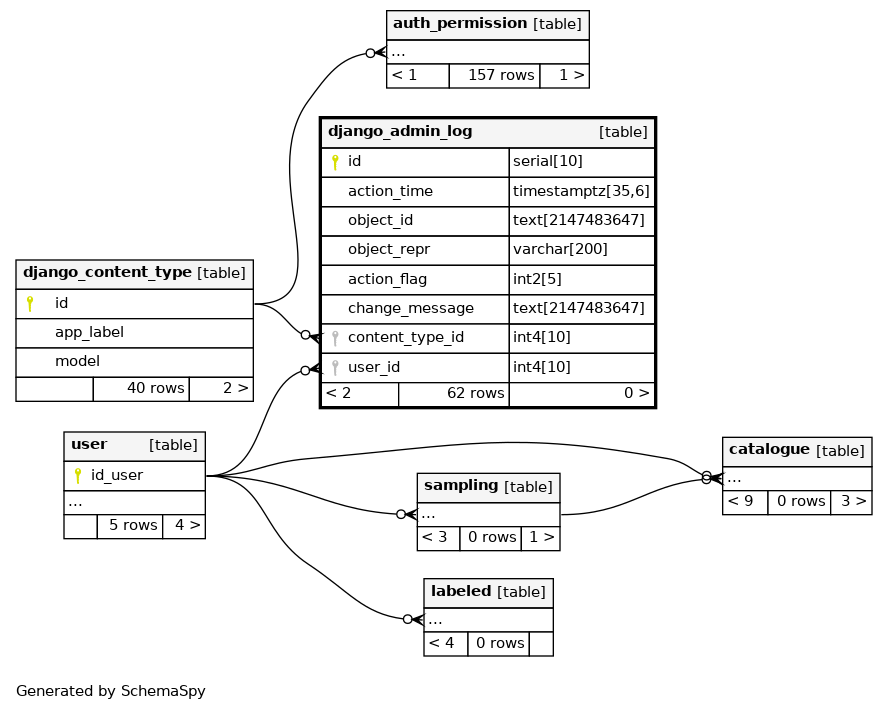 auth_permission [table]
...
< 1 157 rows 1 >
django_admin_log [table]
id serial[10]
action_time timestamptz[35,6]
object_id text[2147483647]
object_repr varchar[200]
action_flag int2[5]
change_message text[2147483647]
content_type_id int4[10]
user_id int4[10]
< 2 62 rows 0 >
django_content_type [table]
id
app_label
model
40 rows 2 >
user [table]
id_user
...
5 rows 4 >
sampling [table]
...
< 3 0 rows 1 >
catalogue [table]
...
< 9 0 rows 3 >
labeled [table]
...
< 4 0 rows
Generated by SchemaSpy